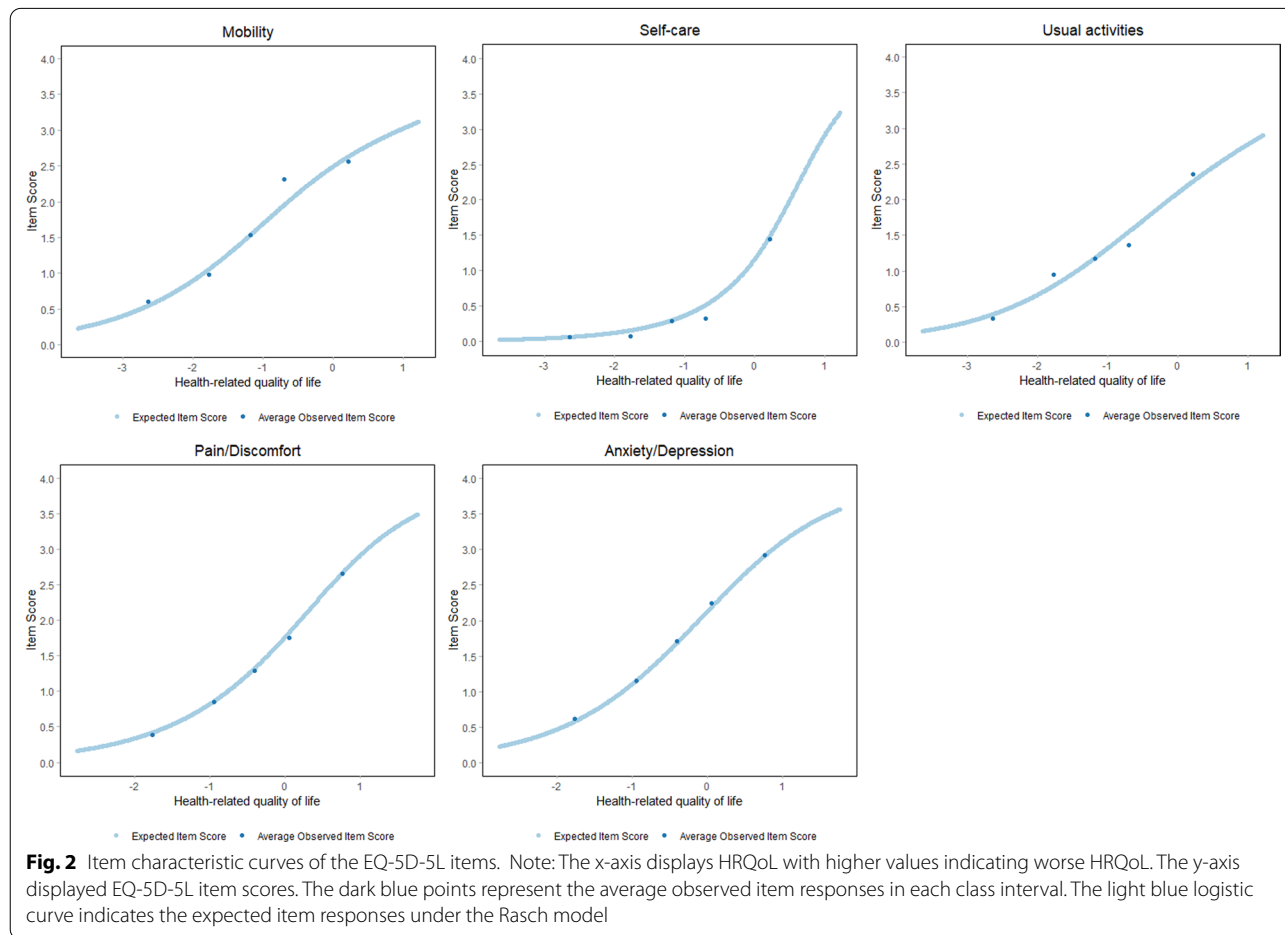 Mobility
Self-care
Usual activities
4.0
3.5
3.0
2.5
2.0
1.5
1.0
0.5
0.0
Item Score
-3
-2
-1
0
1
Health-related quality of life
Expected Item Score
Average Observed Item Score
4.0
3.5
3.0
2.5
2.0
1.5
1.0
0.5
0.0
Item Score
-3
-2
-1
0
1
Health-related quality of life
Expected Item Score
Average Observed Item Score
4.0
3.5
3.0
2.5
2.0
1.5
1.0
0.5
0.0
Item Score
-3
-2
-1
0
1
Health-related quality of life
Expected Item Score
Average Observed Item Score
Pain/Discomfort
Anxiety/Depression
4.0
3.5
3.0
2.5
2.0
1.5
1.0
0.5
0.0
Item Score
-2
-1
0
1
Health-related quality of life
Expected Item Score
Average Observed Item Score
4.0
3.5
3.0
2.5
2.0
1.5
1.0
0.5
0.0
Item Score
-2
-1
0
1
Health-related quality of life
Expected Item Score
Average Observed Item Score
Fig. 2 Item characteristic curves of the EQ-5D-5L items. Note: The x-axis displays HRQoL with higher values indicating worse HRQoL. The y-axis
displayed EQ-5D-5L item scores. The dark blue points represent the average observed item responses in each class interval. The light blue logistic
curve indicates the expected item responses under the Rasch model